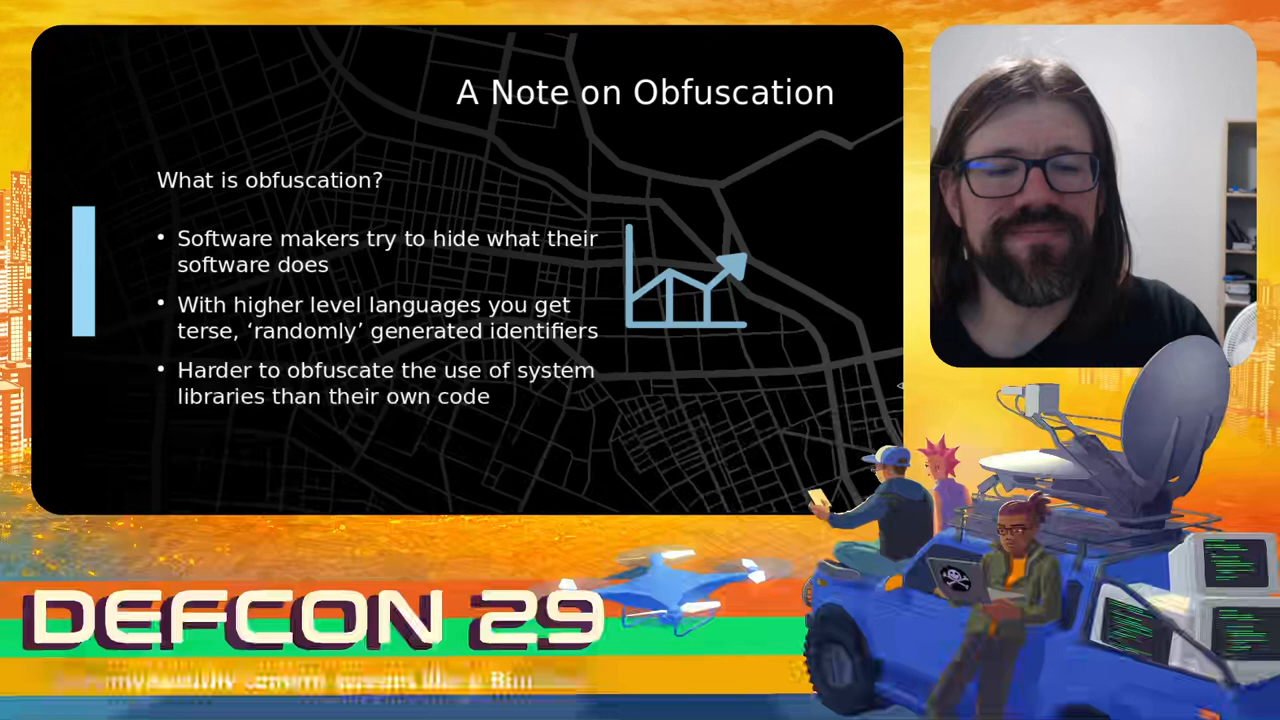 A Note on Obfuscation
What is obfuscation?
• Software makers try to hide what their
software does
• With higher level languages you get
terse, ‘randomly’ generated identifiers
• Harder to obfuscate the use of system
libraries than their own code
DEFCON 29